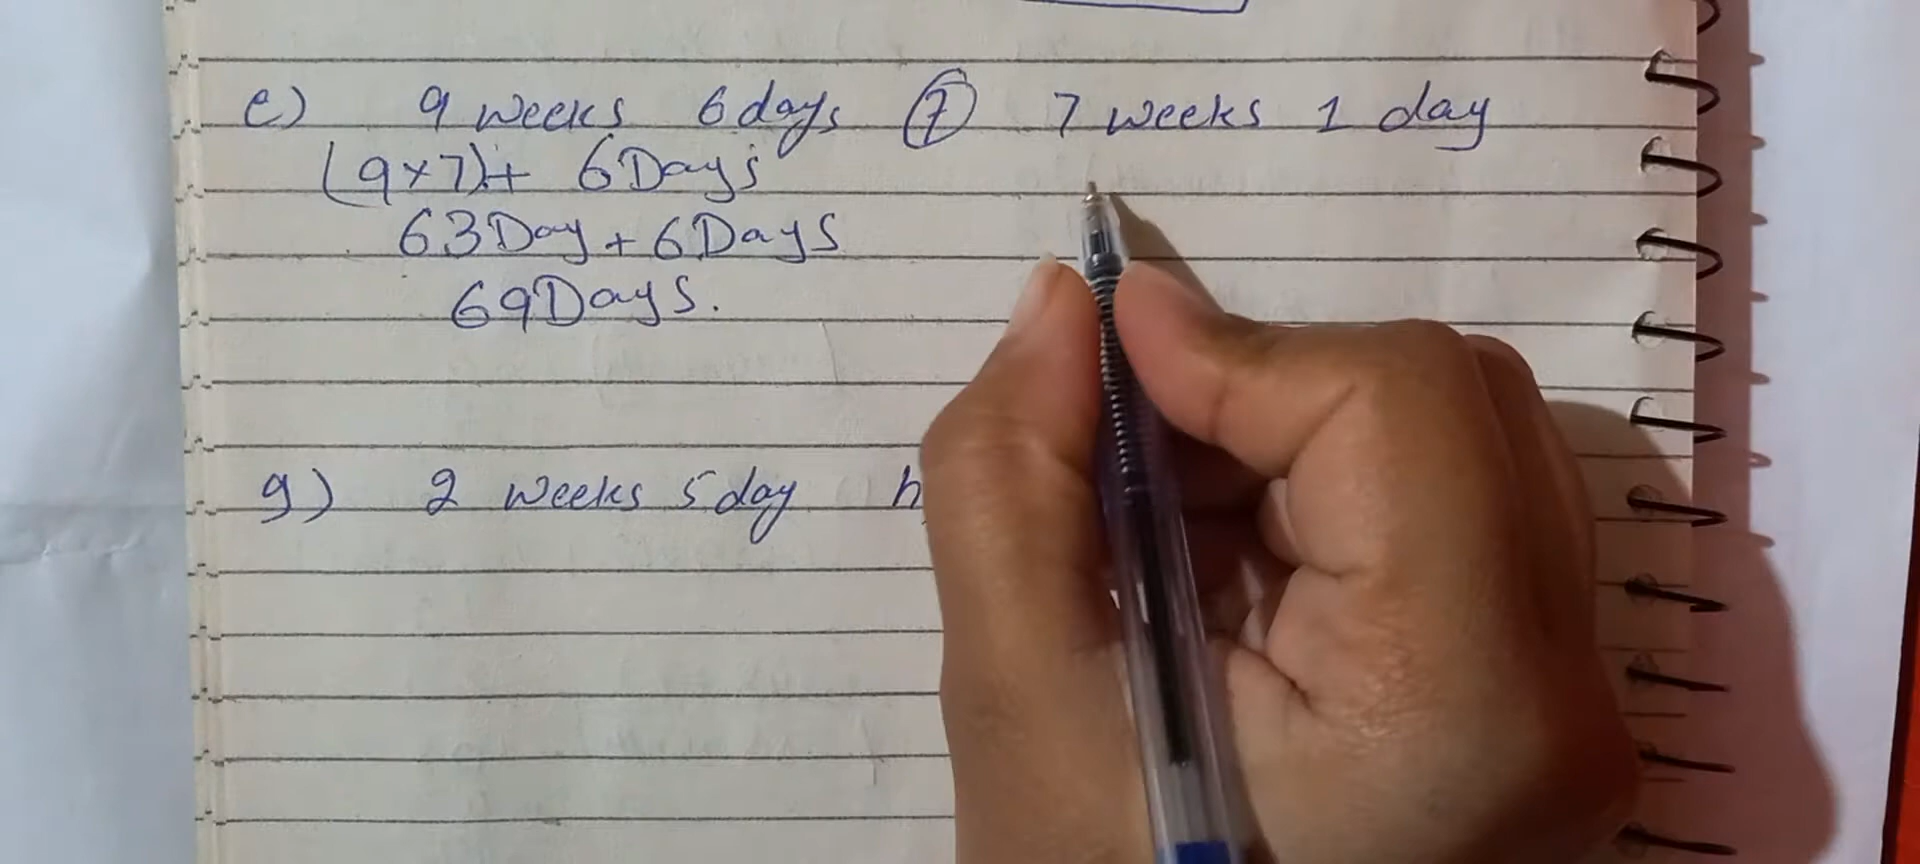 e) 9 weeks 6 days f 7 weeks 1 day
(9×7)+ 6 Days
63 Day + 6 Days
69 Days.
g) 2 weeks 5 day h